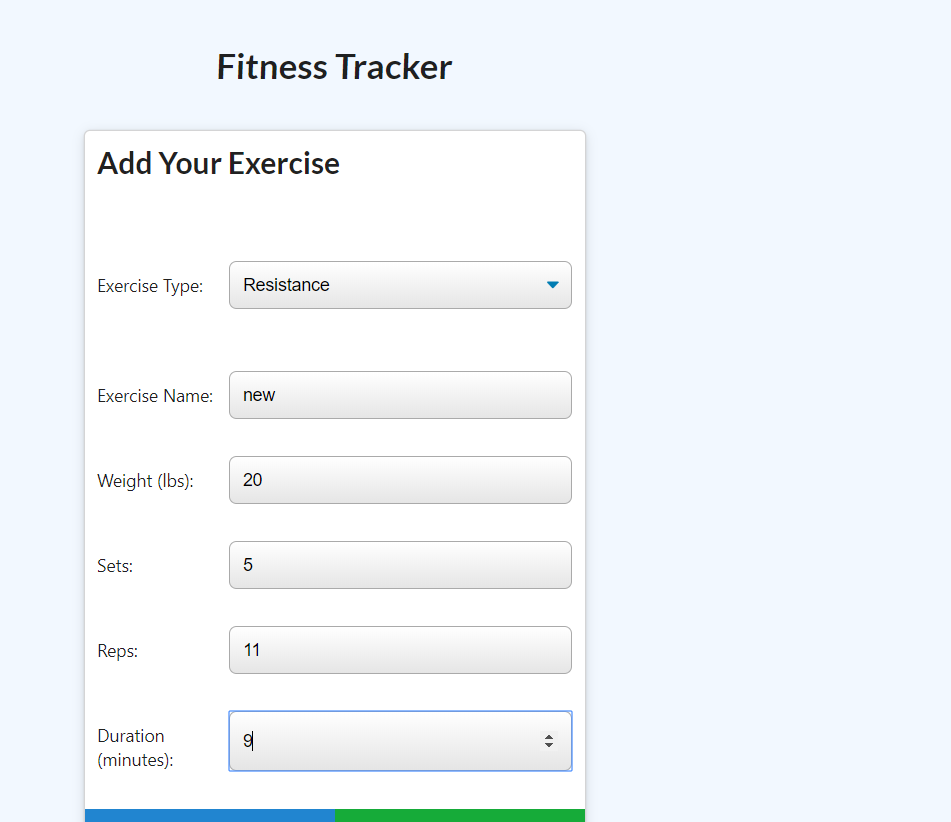 Fitness Tracker
Add Your Exercise
Exercise Type: Resistance
Exercise Name: new
Weight (lbs): 20
Sets: 5
Reps: 11
Duration
(minutes): 9